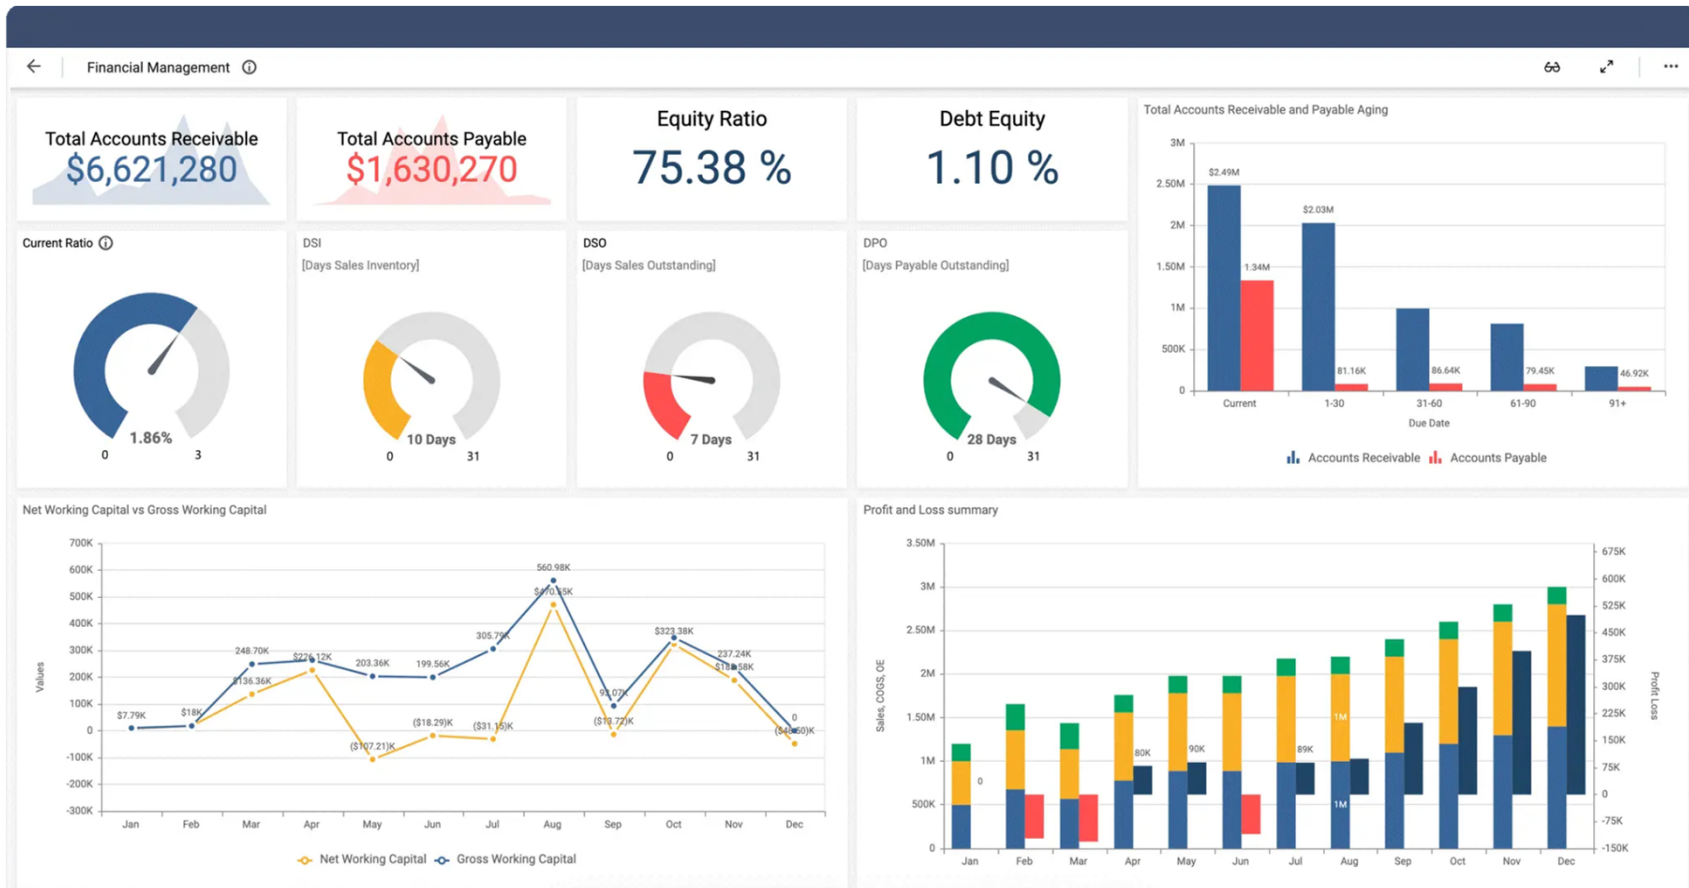 Financial Management
Total Accounts Receivable
$6,621,280
Total Accounts Payable
$1,630,270
Equity Ratio
75.38 %
Debt Equity
1.10 %
Total Accounts Receivable and Payable Aging
3M
2.50M
2M
1.50M
1M
500K
0
$2.49M
1.34M
$2.03M
81.16K
86.64K
79.45K
46.92K
Current
1-30
31-60
61-90
91+
Due Date
Accounts Receivable
Accounts Payable
Current Ratio
1.86%
0
3
DSI
[Days Sales Inventory]
10 Days
0
31
DSO
[Days Sales Outstanding]
7 Days
0
31
DPO
[Days Payable Outstanding]
28 Days
0
31
Net Working Capital vs Gross Working Capital
Values
700K
600K
500K
400K
300K
200K
100K
0
-100K
-200K
-300K
$7.79K
$18K
248.70K
$136.36K
$226.12K
203.36K
($107.21)K
199.56K
($18.29)K
305.79K
($31.15)K
560.98K
($13.72)K
$323.38K
237.24K
0
Jan
Feb
Mar
Apr
May
Jun
Jul
Aug
Sep
Oct
Nov
Dec
Net Working Capital
Gross Working Capital
Profit and Loss summary
Sales, COGS, OE
3.50M
3M
2.50M
2M
1.50M
1M
500K
0
0
80K
90K
89K
1M
1M
675K
600K
525K
450K
375K
300K
225K
150K
75K
0
-75K
-150K
Profit Loss
Jan
Feb
Mar
Apr
May
Jun
Jul
Aug
Sep
Oct
Nov
Dec